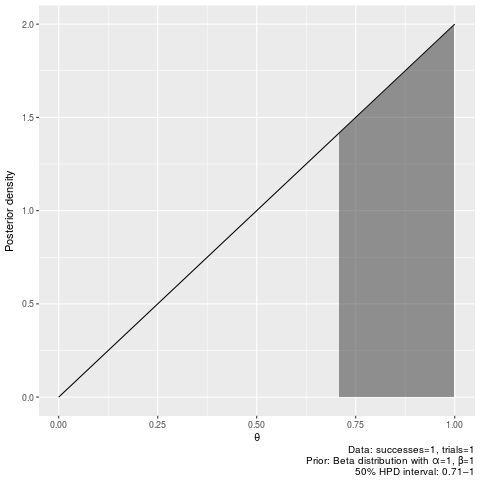 Posterior density
2.0
1.5
1.0
0.5
0.0
0.00 0.25 0.50 0.75 1.00
θ
Data: successes=1, trials=1
Prior: Beta distribution with α=1, β=1
50% HPD interval: 0.71–1